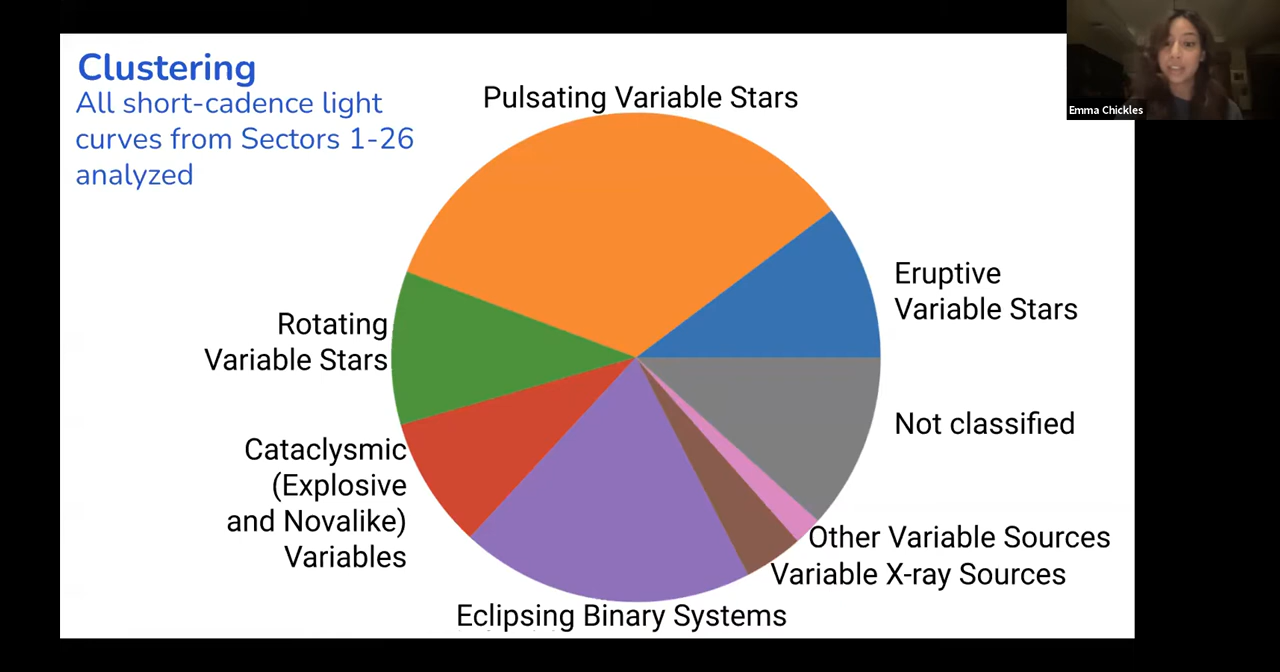 Clustering
All short-cadence light
curves from Sectors 1-26
analyzed
Emma Chickles
Pulsating Variable Stars
Eruptive
Variable Stars
Rotating
Variable Stars
Not classified
Cataclysmic
(Explosive
and Novalike)
Variables
Other Variable Sources
Variable X-ray Sources
Eclipsing Binary Systems